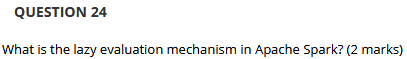 QUESTION 24
What is the lazy evaluation mechanism in Apache Spark? (2 marks)